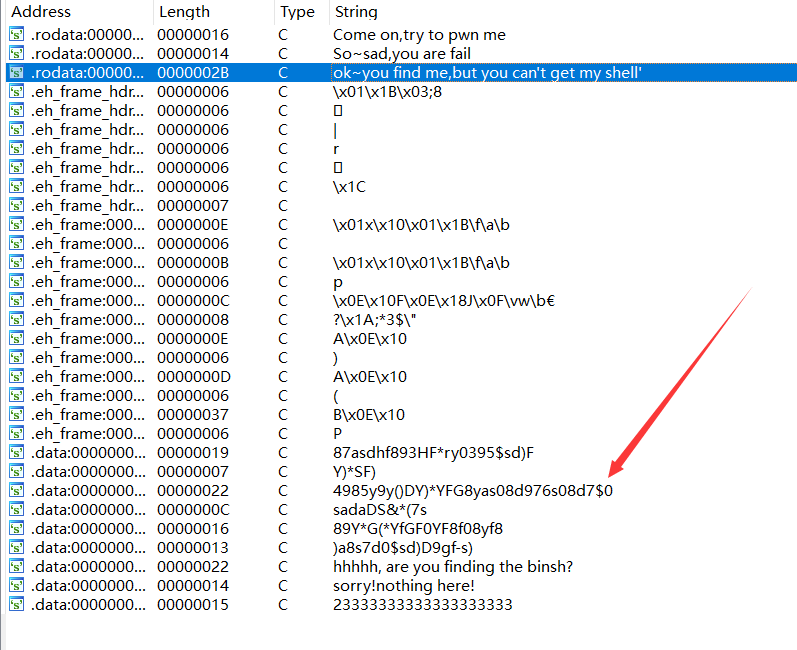 Address Length Type String
.rodata:00000... 00000016 C Come on,try to pwn me
.rodata:00000... 00000014 C So~sad,you are fail
.rodata:00000... 0000002B C ok~you find me,but you can't get my shell'
.eh_frame_hdr... 00000006 C \x01\x1B\x03;8
.eh_frame_hdr... 00000006 C
.eh_frame_hdr... 00000006 C |
.eh_frame_hdr... 00000006 C r
.eh_frame_hdr... 00000006 C
.eh_frame_hdr... 00000006 C \x1C
.eh_frame_hdr... 00000007 C
.eh_frame:000... 0000000E C \x01x\x10\x01\x1B\f\a\b
.eh_frame:000... 00000006 C
.eh_frame:000... 0000000B C \x01x\x10\x01\x1B\f\a\b
.eh_frame:000... 00000006 C p
.eh_frame:000... 0000000C C \x0E\x10F\x0E\x18J\x0F\vw\b€
.eh_frame:000... 00000008 C ?\x1A;*3$\"
.eh_frame:000... 0000000E C A\x0E\x10
.eh_frame:000... 00000006 C )
.eh_frame:000... 0000000D C A\x0E\x10
.eh_frame:000... 00000006 C (
.eh_frame:000... 00000037 C B\x0E\x10
.eh_frame:000... 00000006 C P
.data:0000000... 00000019 C 87asdhf893HF*ry0395$sd)F
.data:0000000... 00000007 C Y)*SF)
.data:0000000... 00000022 C 4985y9y()DY)*YFG8yas08d976s08d7$0
.data:0000000... 0000000C C sadaDS&*(7s
.data:0000000... 00000016 C 89Y*G(*YfGF0YF8f08yf8
.data:0000000... 00000013 C )a8s7d0$sd)D9gf-s)
.data:0000000... 00000022 C hhhhh, are you finding the binsh?
.data:0000000... 00000014 C sorry!nothing here!
.data:0000000... 00000015 C 23333333333333333333